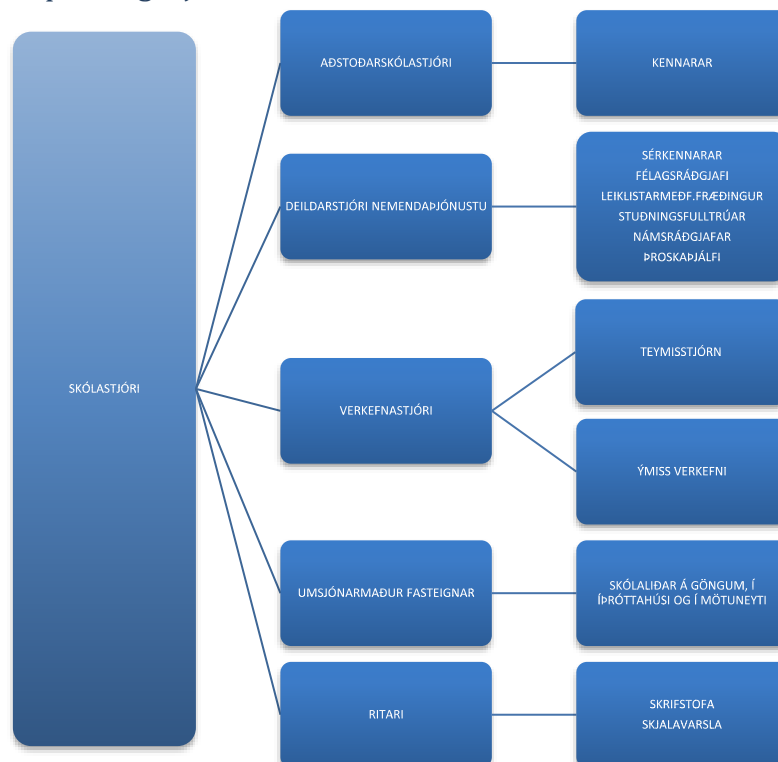 SKÓLASTJÓRI
AÐSTOÐARSKÓLASTJÓRI
KENNARAR
DEILDARSTJÓRI NEMENDAÞJÓNUSTU
SÉRKENNARAR
FÉLAGSRÁÐGJAFI
LEIKLISTARMEÐF.FRÆÐINGUR
STUÐNINGSFULLTRÚAR
NÁMSRÁÐGJAFAR
ÞROSKAÞJÁLFI
VERKEFNASTJÓRI
TEYMISSTJÓRN
ÝMISS VERKEFNI
UMSJÓNARMAÐUR FASTEIGNAR
SKÓLALIÐAR Á GÖNGUM, Í
ÍÞRÓTTAHÚSI OG Í MÖTUNEYTI
RITARI
SKRIFSTOFA
SKJALAVARSLA